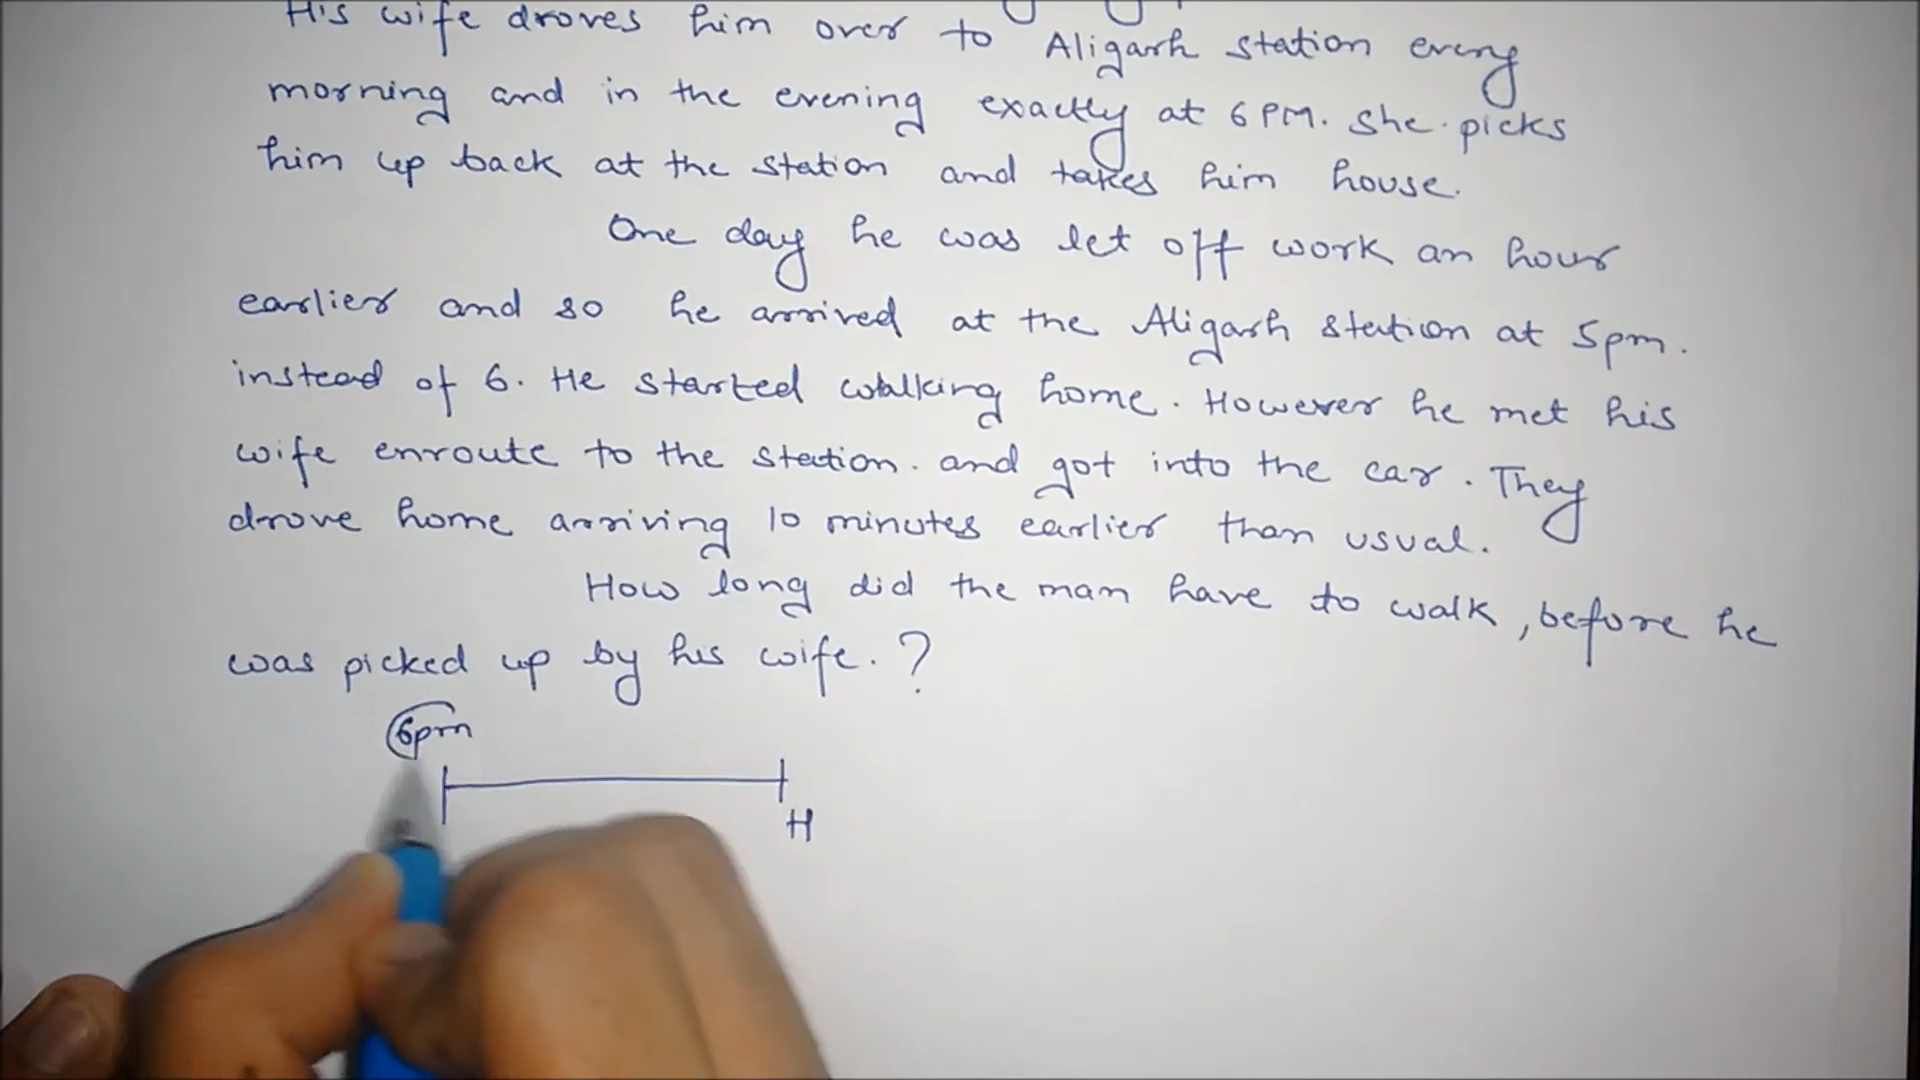 His wife droves him over to Aligarh station every
morning and in the evening exactly at 6 PM. She picks
him up back at the station and takes him house.
One day he was let off work an hour
earlier and so he arrived at the Aligarh station at 5pm.
instead of 6. He started walking home. However he met his
wife enroute to the station. and got into the car. They
drove home arriving 10 minutes earlier than usual.
How long did the man have to walk, before he
was picked up by his wife. ?
6pm
H